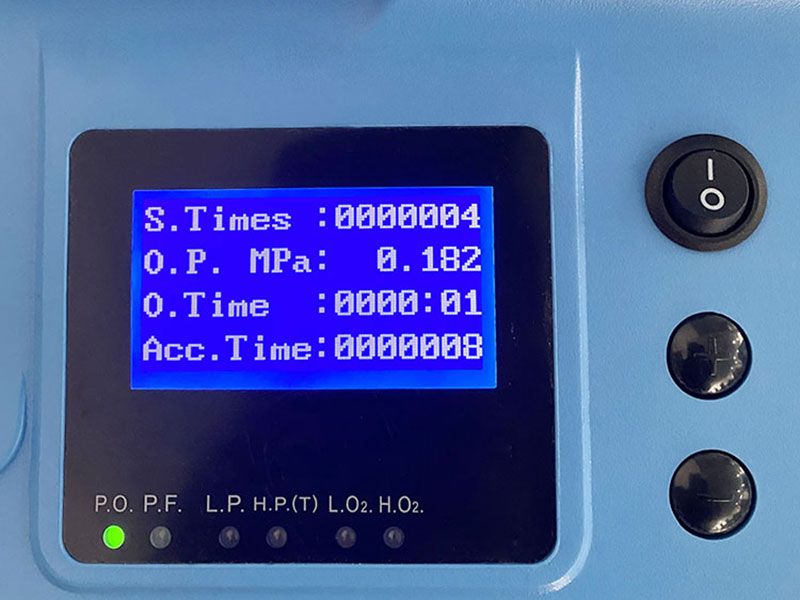 S.Times :0000004
O.P. MPa: 0.182
O.Time :0000:01
Acc.Time:0000008
P.O. P.F. L.P. H.P.(T) L.O₂. H.O₂.
I
O
+
-